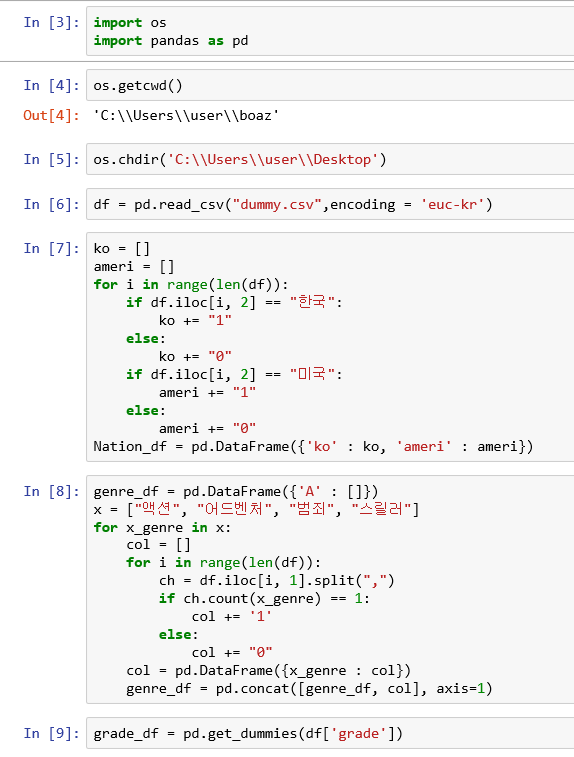 In [3]: import os
import pandas as pd
In [4]: os.getcwd()
Out[4]: 'C:\\Users\\user\\boaz'
In [5]: os.chdir('C:\\Users\\user\\Desktop')
In [6]: df = pd.read_csv("dummy.csv",encoding = 'euc-kr')
In [7]: ko = []
ameri = []
for i in range(len(df)):
    if df.iloc[i, 2] == "한국":
        ko += "1"
    else:
        ko += "0"
    if df.iloc[i, 2] == "미국":
        ameri += "1"
    else:
        ameri += "0"
Nation_df = pd.DataFrame({'ko' : ko, 'ameri' : ameri})
In [8]: genre_df = pd.DataFrame({'A' : []})
x = ["액션", "어드벤처", "범죄", "스릴러"]
for x_genre in x:
    col = []
    for i in range(len(df)):
        ch = df.iloc[i, 1].split(",")
        if ch.count(x_genre) == 1:
            col += '1'
        else:
            col += "0"
    col = pd.DataFrame({x_genre : col})
    genre_df = pd.concat([genre_df, col], axis=1)
In [9]: grade_df = pd.get_dummies(df['grade'])